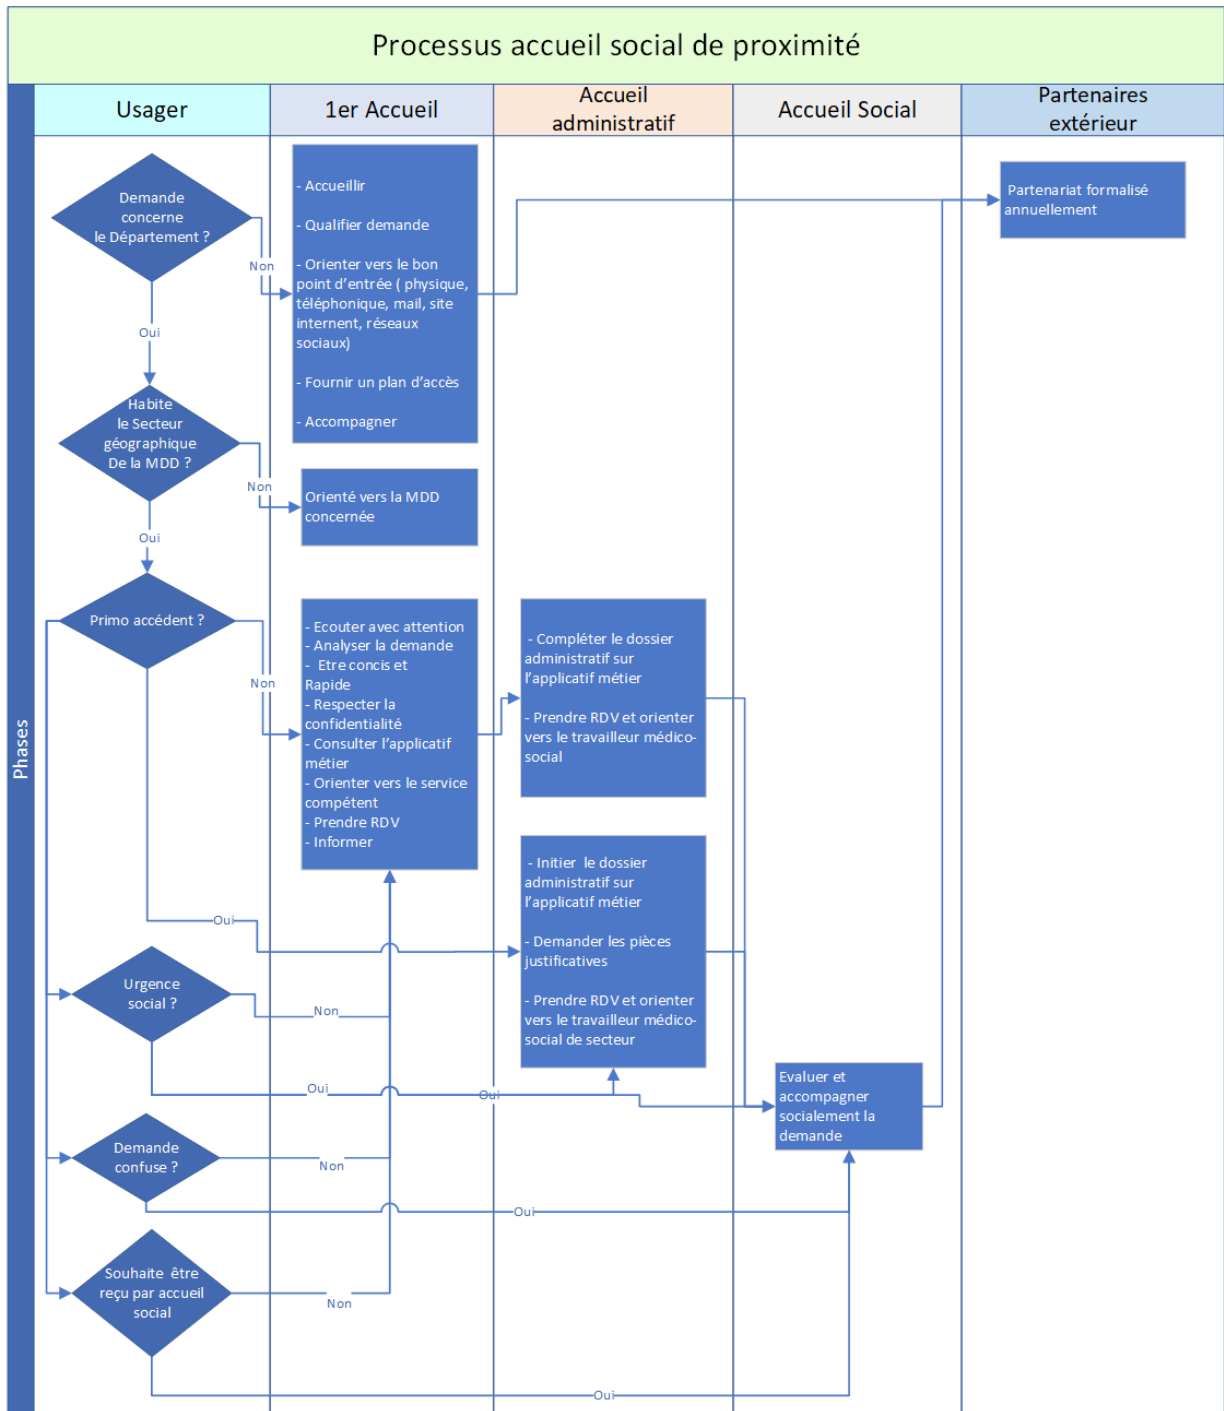 Processus accueil social de proximité
Usager
1er Accueil
Accueil
administratif
Accueil Social
Partenaires
extérieur
Phases
Demande
concerne
le Département ?
Non
Oui
- Accueillir
- Qualifier demande
- Orienter vers le bon
point d'entrée ( physique,
téléphonique, mail, site
internent, réseaux
sociaux)
- Fournir un plan d'accès
- Accompagner
Partenariat formalisé
annuellement
Habite
le Secteur
géographique
De la MDD ?
Non
Oui
Orienté vers la MDD
concernée
Primo accédent ?
Non
Oui
- Ecouter avec attention
- Analyser la demande
- Etre concis et
Rapide
- Respecter la
confidentialité
- Consulter l'applicatif
métier
- Orienter vers le service
compétent
- Prendre RDV
- Informer
- Compléter le dossier
administratif sur
l'applicatif métier
- Prendre RDV et orienter
vers le travailleur médico-
social
- Initier le dossier
administratif sur
l'applicatif métier
- Demander les pièces
justificatives
- Prendre RDV et orienter
vers le travailleur médico-
social de secteur
Urgence
social ?
Non
Oui
Oui
Evaluer et
accompagner
socialement la
demande
Demande
confuse ?
Non
Oui
Souhaite être
reçu par accueil
social
Non
Oui